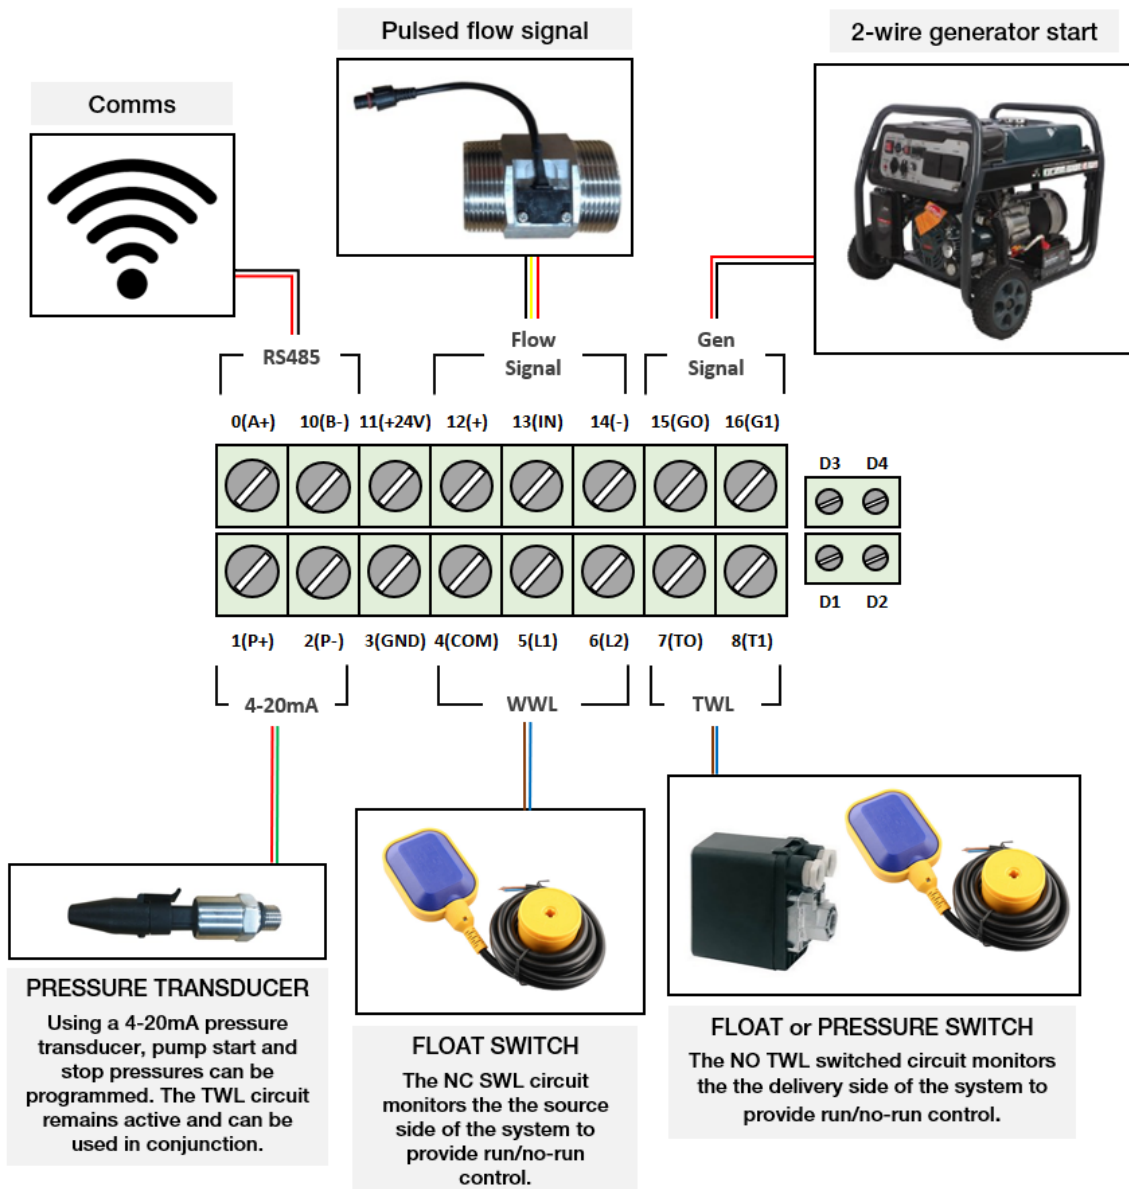 Pulsed flow signal
2-wire generator start
Comms
RS485
Flow
Signal
Gen
Signal
0(A+) 10(B-) 11(+24V) 12(+) 13(IN) 14(-) 15(GO) 16(G1)
D3 D4
D1 D2
1(P+) 2(P-) 3(GND) 4(COM) 5(L1) 6(L2) 7(TO) 8(T1)
4-20mA
WWL
TWL
PRESSURE TRANSDUCER
Using a 4-20mA pressure
transducer, pump start and
stop pressures can be
programmed. The TWL circuit
remains active and can be
used in conjunction.
FLOAT SWITCH
The NC SWL circuit
monitors the the source
side of the system to
provide run/no-run
control.
FLOAT or PRESSURE SWITCH
The NO TWL switched circuit monitors
the the delivery side of the system to
provide run/no-run control.